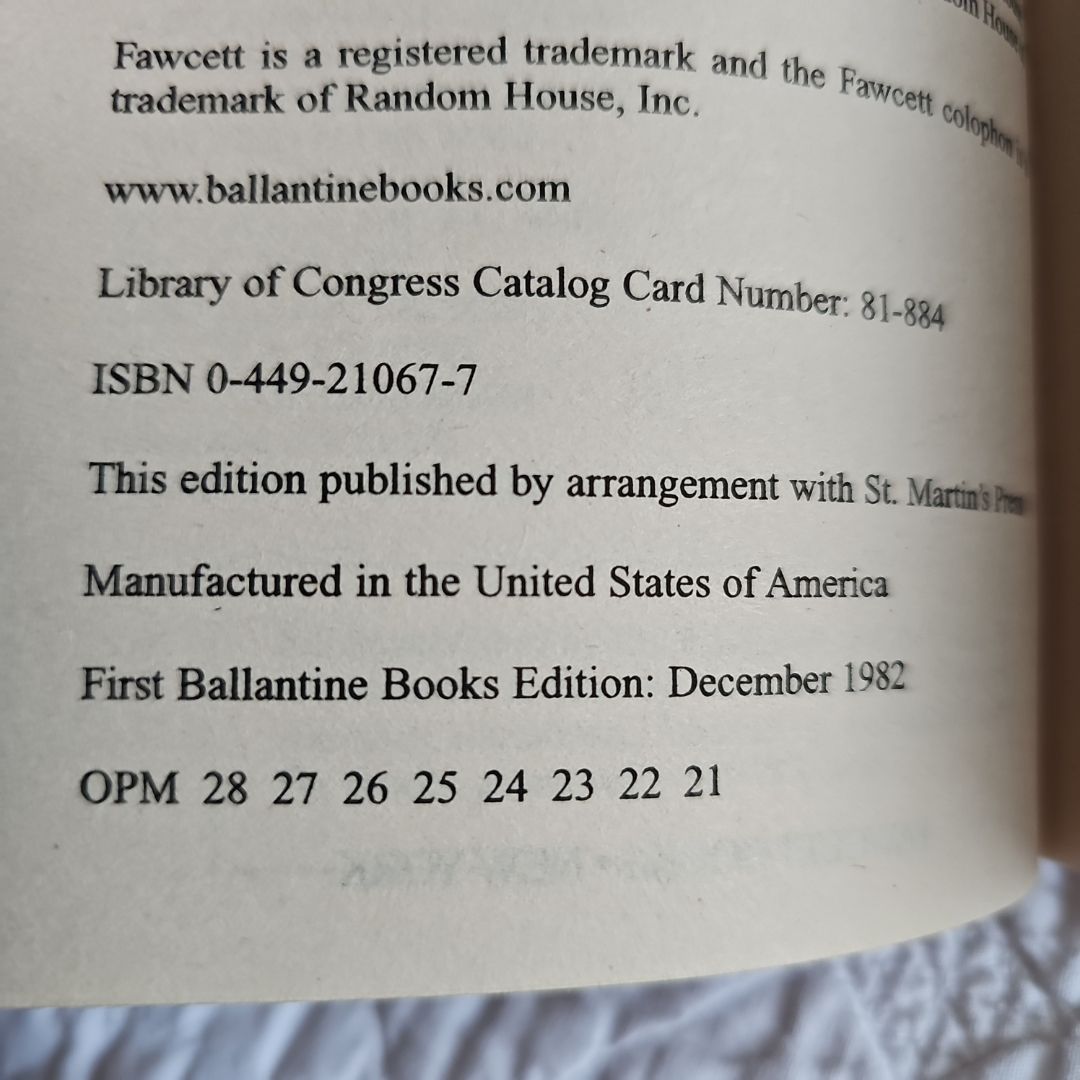 Fawcett is a registered trademark and the Fawcett colophon is
trademark of Random House, Inc.
www.ballantinebooks.com
Library of Congress Catalog Card Number: 81-884
ISBN 0-449-21067-7
This edition published by arrangement with St. Martin's Press
Manufactured in the United States of America
First Ballantine Books Edition: December 1982
OPM 28 27 26 25 24 23 22 21